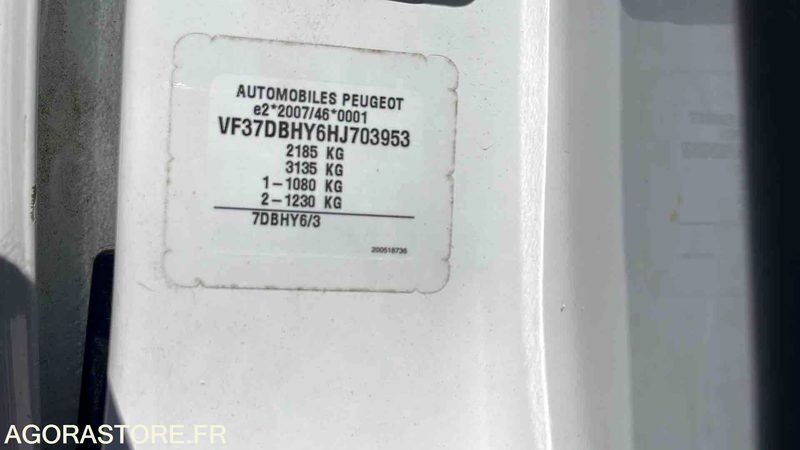 AUTOMOBILES PEUGEOT
e2*2007/46*0001
VF37DBHY6HJ703953
2185 KG
3135 KG
1-1080 KG
2-1230 KG
7DBHY6/3
200518736
AGORASTORE.FR